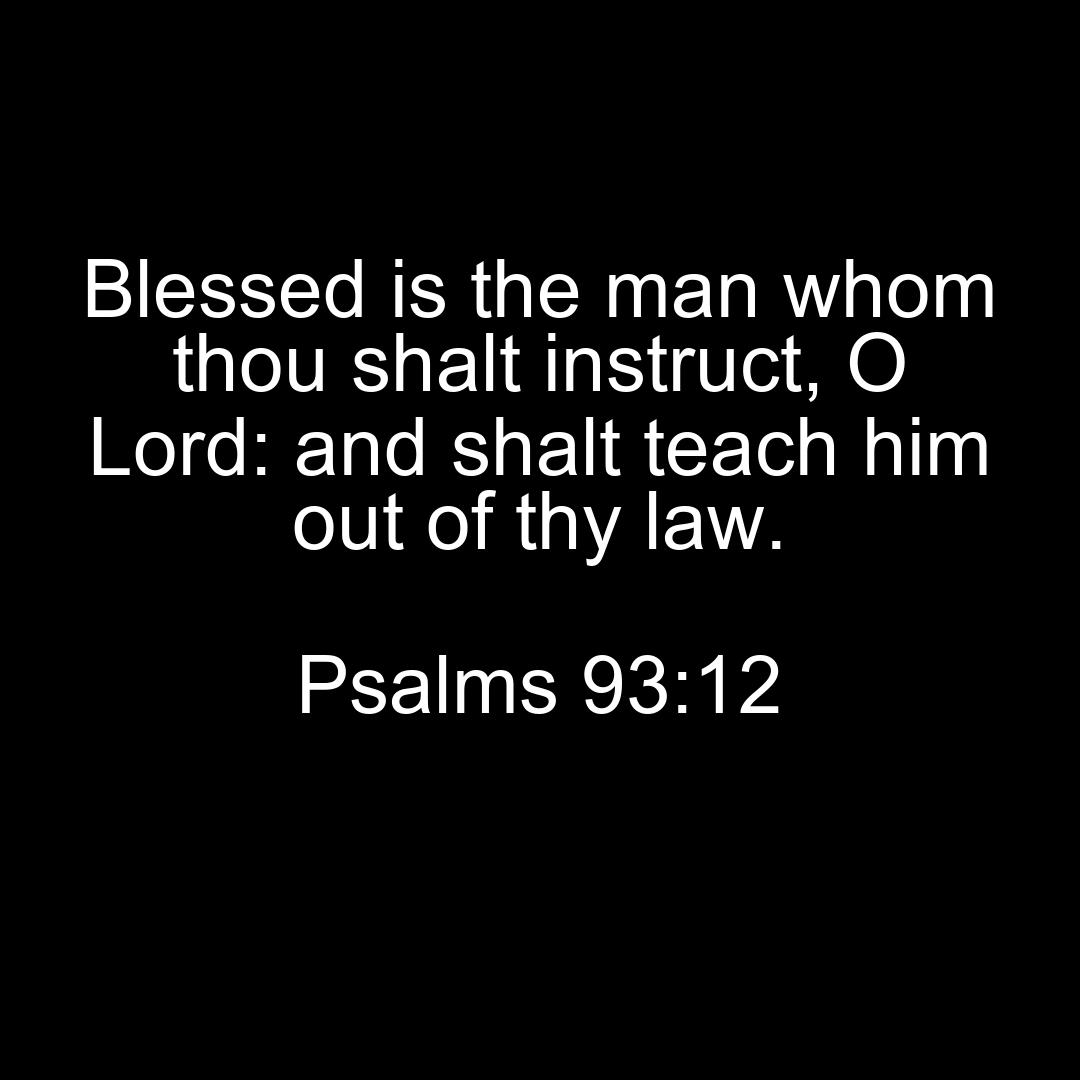 Blessed is the man whom
thou shalt instruct, O
Lord: and shalt teach him
out of thy law.
Psalms 93:12